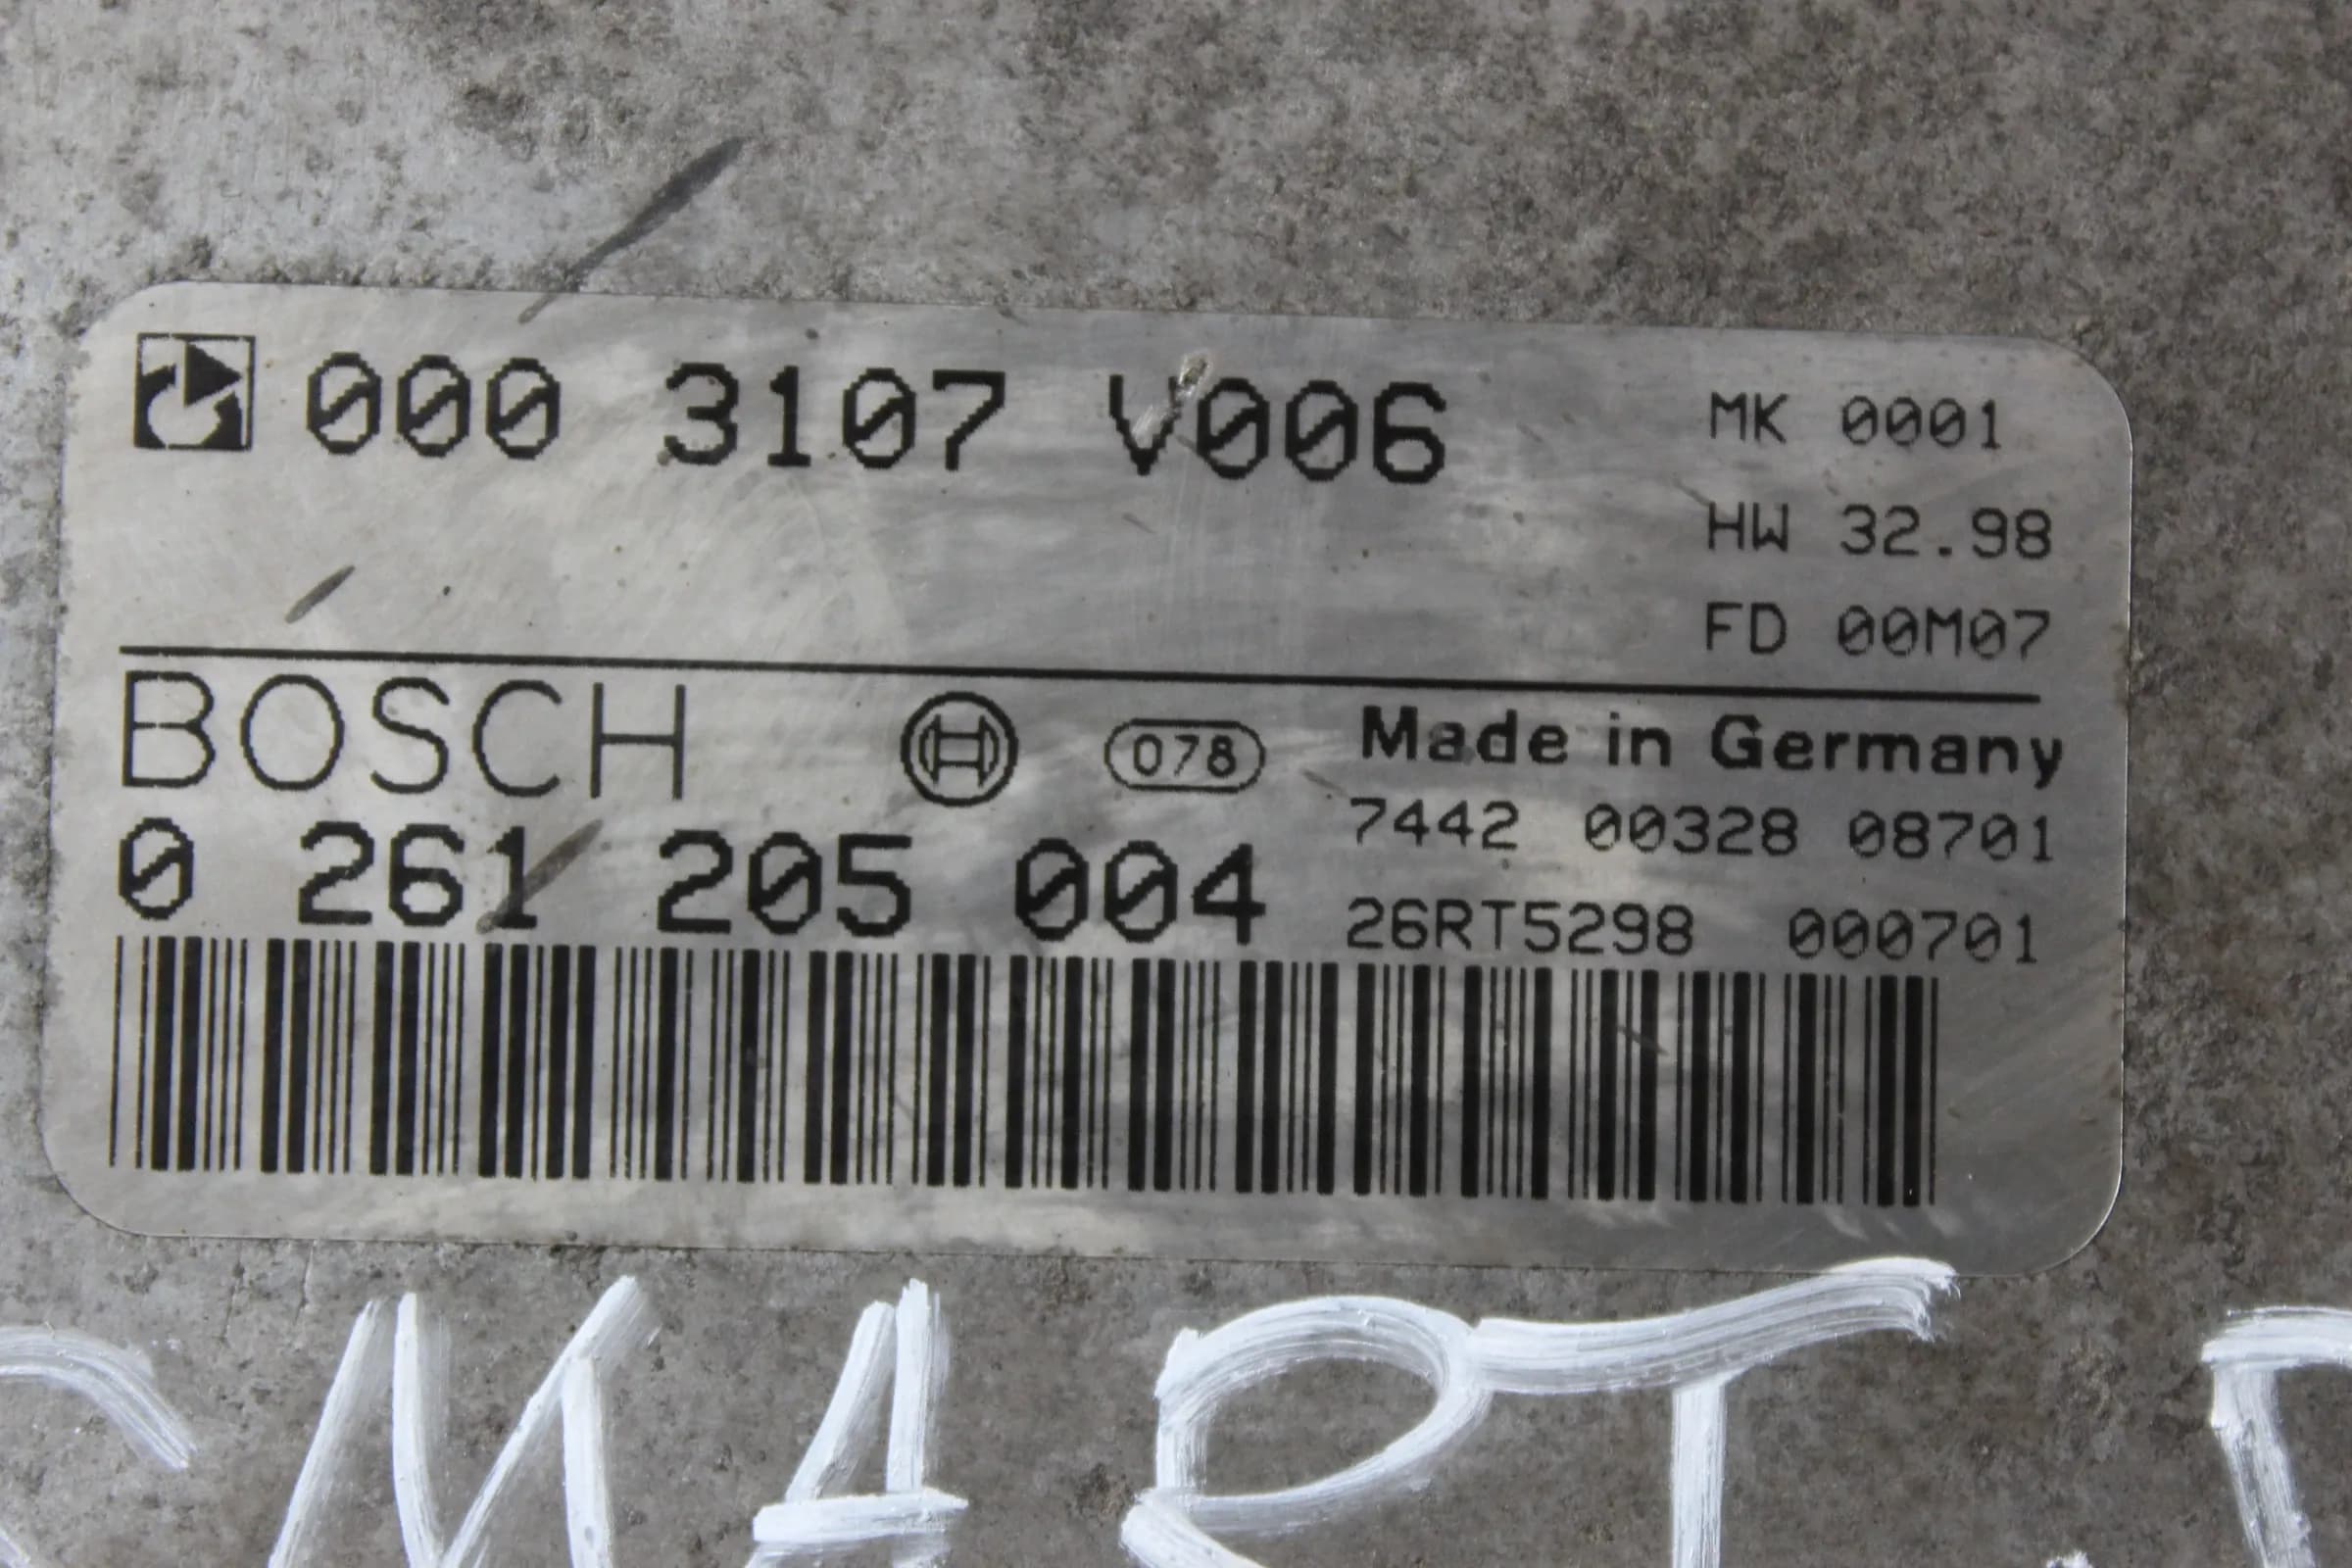 000 3107 V006
MK 0001
HW 32.98
FD 00M07
BOSCH
078
Made in Germany
0 261 205 004
7442 00328 08701
26RT5298 000701
SMART